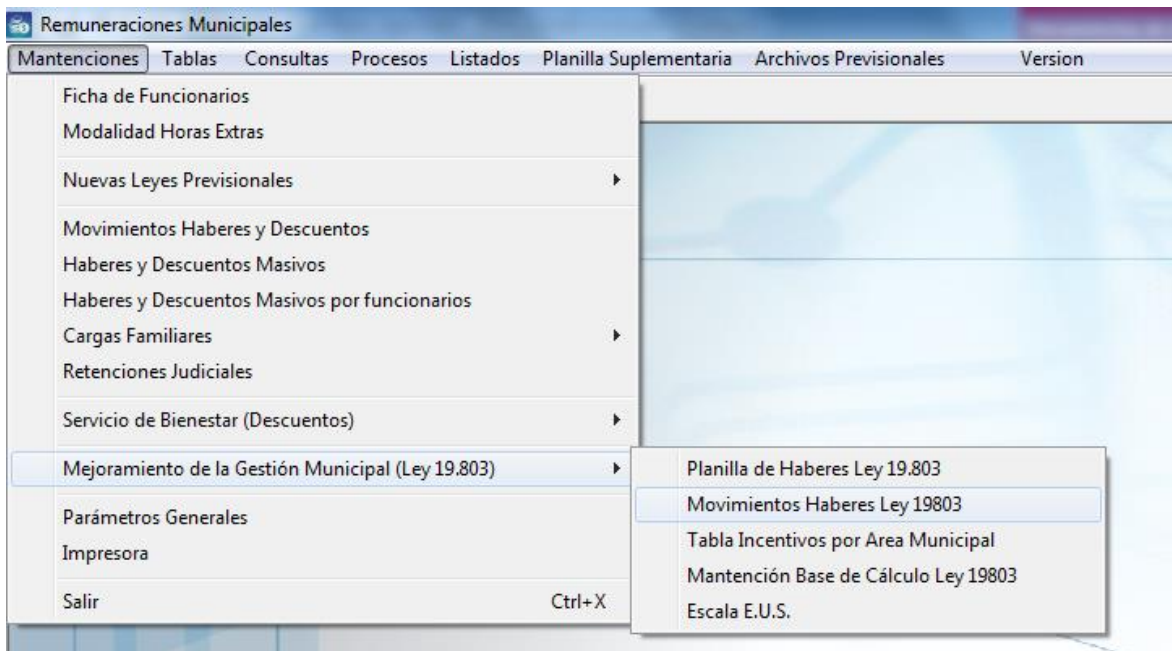 Remuneraciones Municipales
Mantenciones Tablas Consultas Procesos Listados Planilla Suplementaria Archivos Previsionales Version
Ficha de Funcionarios
Modalidad Horas Extras
Nuevas Leyes Previsionales
Movimientos Haberes y Descuentos
Haberes y Descuentos Masivos
Haberes y Descuentos Masivos por funcionarios
Cargas Familiares
Retenciones Judiciales
Servicio de Bienestar (Descuentos)
Mejoramiento de la Gestión Municipal (Ley 19.803)
Parámetros Generales
Impresora
Salir Ctrl+X
Planilla de Haberes Ley 19.803
Movimientos Haberes Ley 19803
Tabla Incentivos por Area Municipal
Mantención Base de Cálculo Ley 19803
Escala E.U.S.